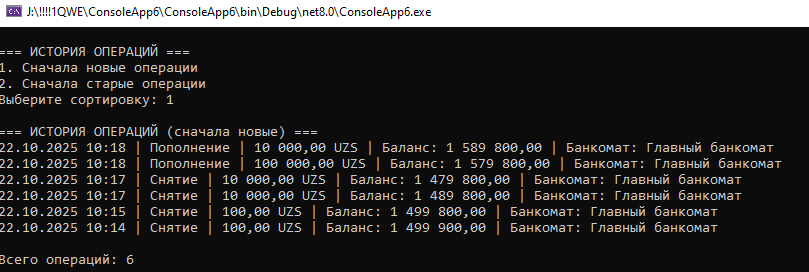 J:\!!!!1QWE\ConsoleApp6\ConsoleApp6\bin\Debug\net8.0\ConsoleApp6.exe
=== ИСТОРИЯ ОПЕРАЦИЙ ===
1. Сначала новые операции
2. Сначала старые операции
Выберите сортировку: 1
=== ИСТОРИЯ ОПЕРАЦИЙ (сначала новые) ===
22.10.2025 10:18 | Пополнение | 10 000,00 UZS | Баланс: 1 589 800,00 | Банкомат: Главный банкомат
22.10.2025 10:18 | Пополнение | 100 000,00 UZS | Баланс: 1 579 800,00 | Банкомат: Главный банкомат
22.10.2025 10:17 | Снятие | 10 000,00 UZS | Баланс: 1 479 800,00 | Банкомат: Главный банкомат
22.10.2025 10:17 | Снятие | 10 000,00 UZS | Баланс: 1 489 800,00 | Банкомат: Главный банкомат
22.10.2025 10:15 | Снятие | 100,00 UZS | Баланс: 1 499 800,00 | Банкомат: Главный банкомат
22.10.2025 10:14 | Снятие | 100,00 UZS | Баланс: 1 499 900,00 | Банкомат: Главный банкомат
Всего операций: 6